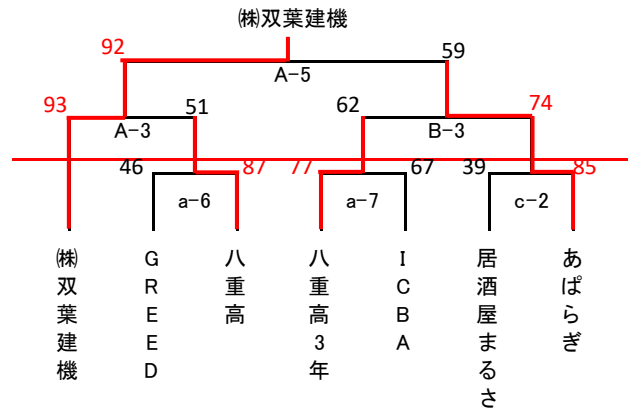 ㈱双葉建機
92
59
A-5
93
51
62
74
A-3
B-3
46
87
77
67
39
85
a-6
a-7
c-2
㈱双葉建機
GREED
八重高
八重高3年
ICBA
居酒屋まるさ
あぱらぎ